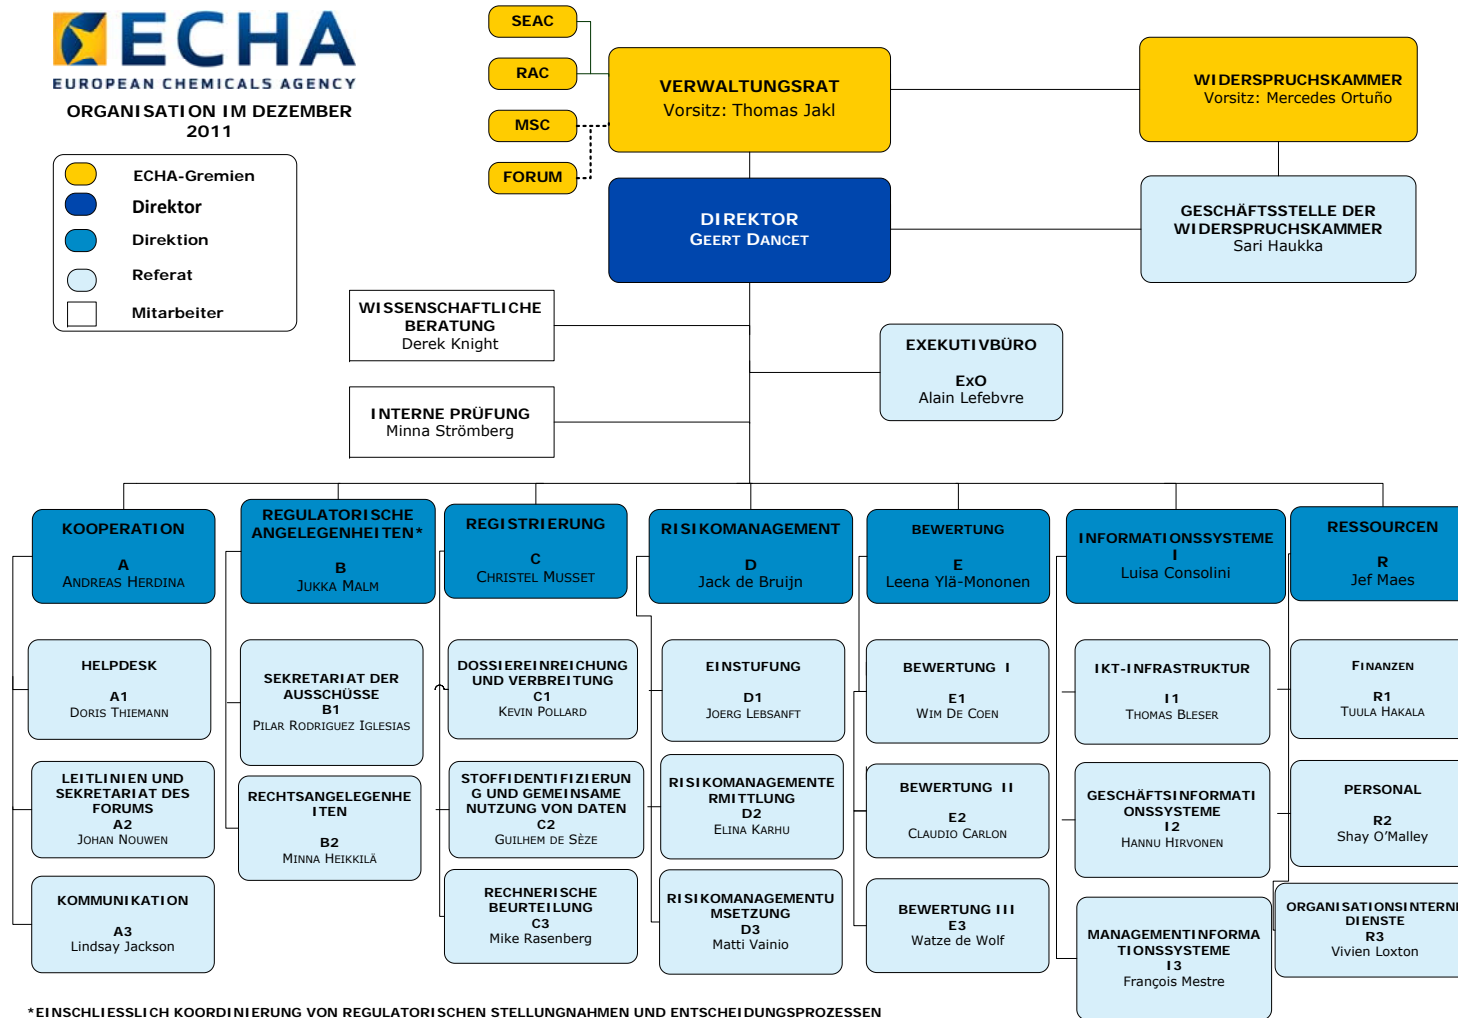 ECHA
EUROPEAN CHEMICALS AGENCY
ORGANISATION IM DEZEMBER
2011
ECHA-Gremien
Direktor
Direktion
Referat
Mitarbeiter
SEAC
RAC
MSC
FORUM
VERWALTUNGSRAT
Vorsitz: Thomas Jakl
WIDERSPRUCHSKAMMER
Vorsitz: Mercedes Ortuño
DIREKTOR
GEERT DANCET
GESCHÄFTSSTELLE DER
WIDERSPRUCHSKAMMER
Sari Haukka
WISSENSCHAFTLICHE
BERATUNG
Derek Knight
EXEKUTIVBÜRO
ExO
Alain Lefebvre
INTERNE PRÜFUNG
Minna Strömberg
KOOPERATION
A
ANDREAS HERDINA
REGULATORISCHE
ANGELEGENHEITEN*
B
JUKKA MALM
REGISTRIERUNG
C
CHRISTEL MUSSET
RISIKOMANAGEMENT
D
Jack de Bruijn
BEWERTUNG
E
Leena Ylä-Mononen
INFORMATIONSSYSTEME
I
Luisa Consolini
RESSOURCEN
R
Jef Maes
HELPDESK
A1
DORIS THIEMANN
SEKRETARIAT DER
AUSSCHÜSSE
B1
PILAR RODRIGUEZ IGLESIAS
DOSSIEREINREICHUNG
UND VERBREITUNG
C1
KEVIN POLLARD
EINSTUFUNG
D1
JOERG LEBSANFT
BEWERTUNG I
E1
WIM DE COEN
IKT-INFRASTRUKTUR
I1
THOMAS BLESER
FINANZEN
R1
TUULA HAKALA
LEITLINIEN UND
SEKRETARIAT DES
FORUMS
A2
JOHAN NOUWEN
RECHTSANGELEGENHE
ITEN
B2
MINNA HEIKKILÄ
STOFFIDENTIFIZIERUN
G UND GEMEINSAME
NUTZUNG VON DATEN
C2
GUILHEM DE SÈZE
RISIKOMANAGEMENTE
RMITTLUNG
D2
ELINA KARHU
BEWERTUNG II
E2
CLAUDIO CARLON
GESCHÄFTSINFORMATI
ONSSYSTEME
I2
HANNU HIRVONEN
PERSONAL
R2
Shay O'Malley
KOMMUNIKATION
A3
Lindsay Jackson
RECHNERISCHE
BEURTEILUNG
C3
Mike Rasenberg
RISIKOMANAGEMENTU
MSETZUNG
D3
Matti Vainio
BEWERTUNG III
E3
Watze de Wolf
MANAGEMENTINFORMA
TIONSSYSTEME
I3
François Mestre
ORGANISATIONSINTERNE
DIENSTE
R3
Vivien Loxton
*EINSCHLIESSLICH KOORDINIERUNG VON REGULATORISCHEN STELLUNGNAHMEN UND ENTSCHEIDUNGSPROZESSEN